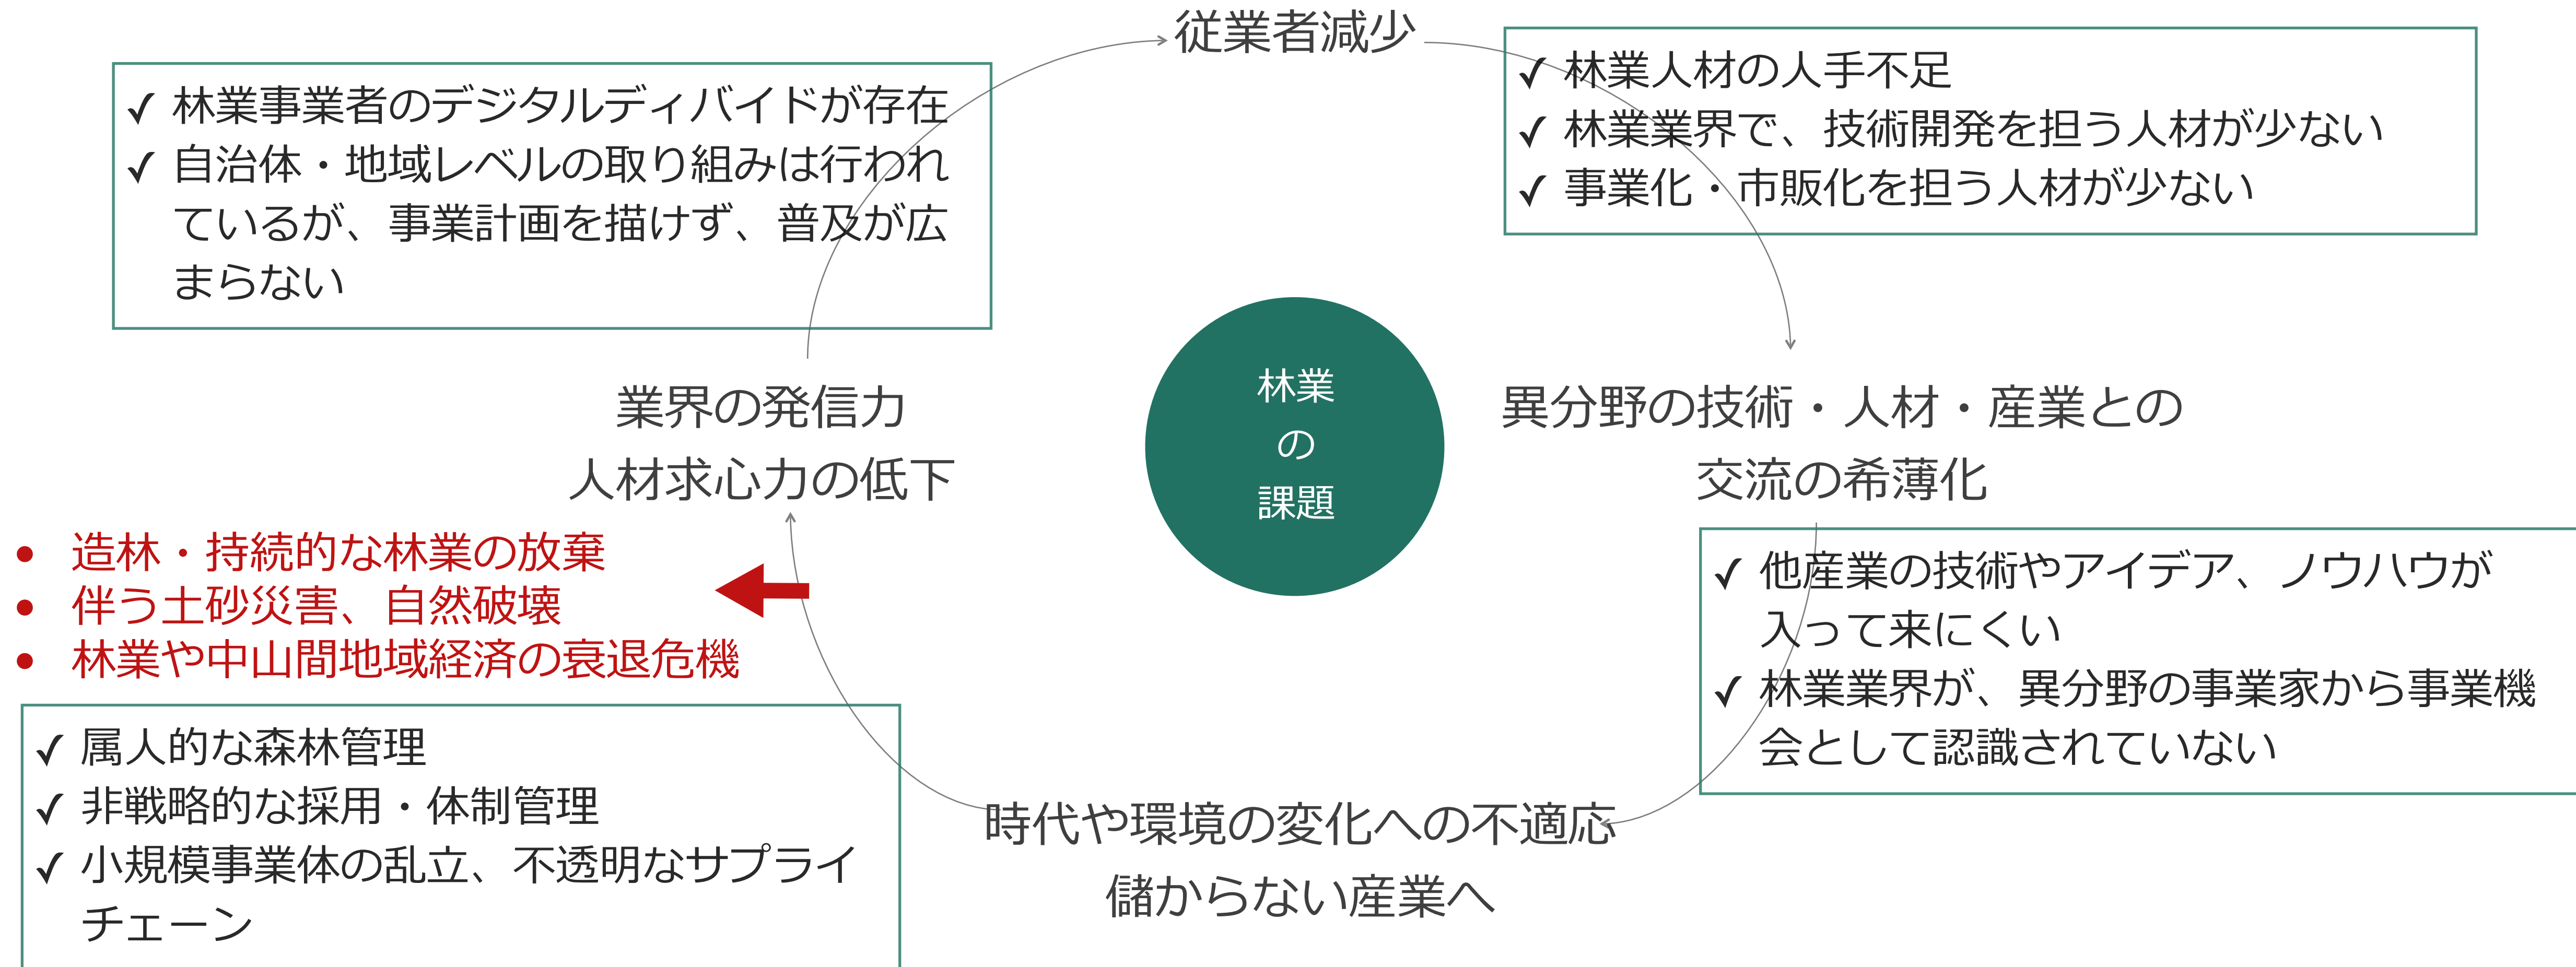 従業者減少
✓ 林業事業者のデジタルディバイドが存在
✓ 自治体・地域レベルの取り組みは行われ
ているが、事業計画を描けず、普及が広
まらない
✓ 林業人材の人手不足
✓ 林業業界で、技術開発を担う人材が少ない
✓ 事業化・市販化を担う人材が少ない
業界の発信力
人材求心力の低下
林業
の
課題
異分野の技術・人材・産業との
交流の希薄化
• 造林・持続的な林業の放棄
• 伴う土砂災害、自然破壊
• 林業や中山間地域経済の衰退危機
✓ 他産業の技術やアイデア、ノウハウが
入って来にくい
✓ 林業業界が、異分野の事業家から事業機
会として認識されていない
✓ 属人的な森林管理
✓ 非戦略的な採用・体制管理
✓ 小規模事業体の乱立、不透明なサプライ
チェーン
時代や環境の変化への不適応
儲からない産業へ